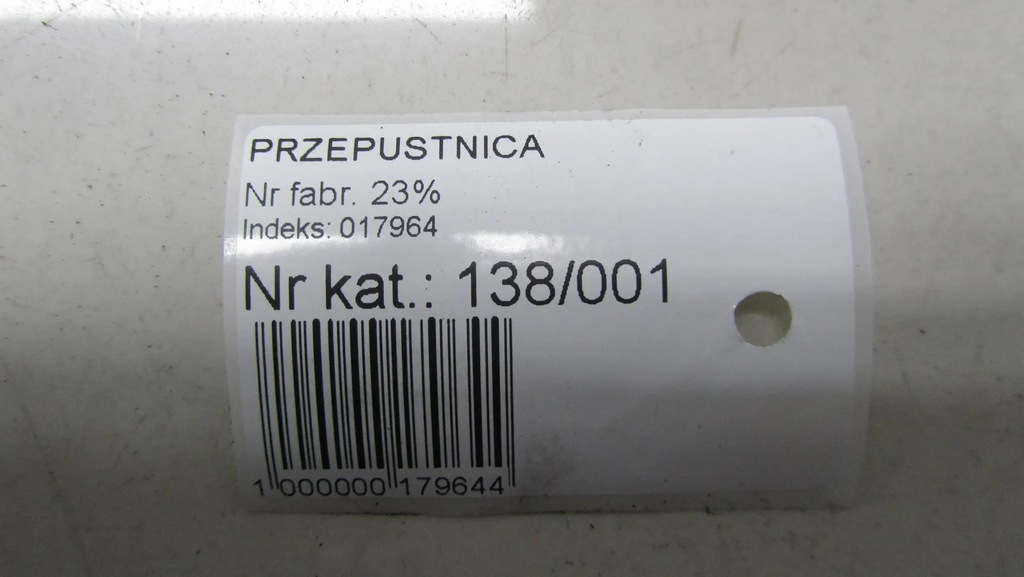 PRZEPUSTNICA
Nr fabr. 23%
Indeks: 017964
Nr kat.: 138/001
1 000000 179644